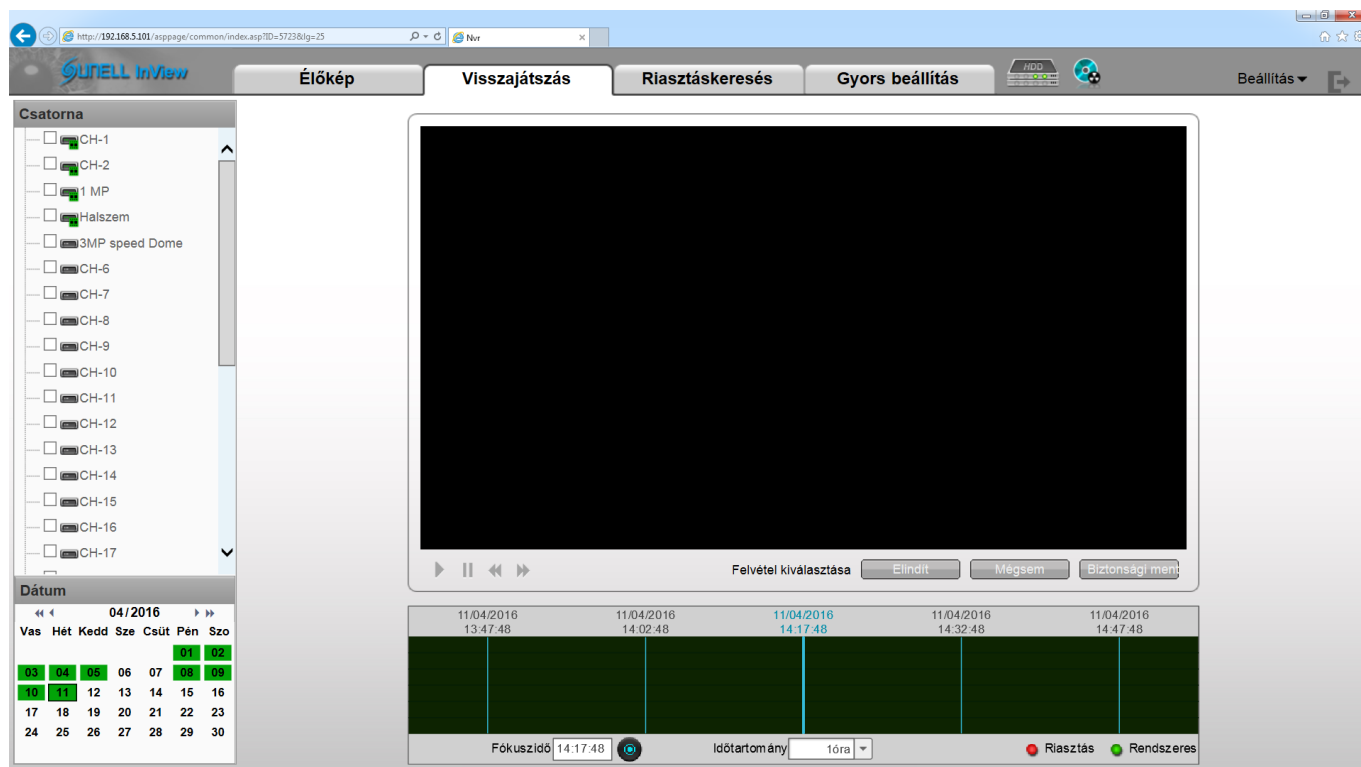 http://192.168.5.101/asppage/common/index.asp?ID=5723&lg=25
Nvr
SUNELL InView
Élőkép
Visszajátszás
Riasztáskeresés
Gyors beállítás
HDD
Beállítás
Csatorna
CH-1
CH-2
1 MP
Halszem
3MP speed Dome
CH-6
CH-7
CH-8
CH-9
CH-10
CH-11
CH-12
CH-13
CH-14
CH-15
CH-16
CH-17
Felvétel kiválasztása Elindít Mégsem Biztonsági ment
Dátum
04/2016
Vas Hét Kedd Sze Csüt Pén Szo
01 02
03 04 05 06 07 08 09
10 11 12 13 14 15 16
17 18 19 20 21 22 23
24 25 26 27 28 29 30
11/04/2016 11/04/2016 11/04/2016 11/04/2016 11/04/2016
13:47:48 14:02:48 14:17:48 14:32:48 14:47:48
Fókuszidő 14:17:48 Időtartomány 1óra Riasztás Rendszeres